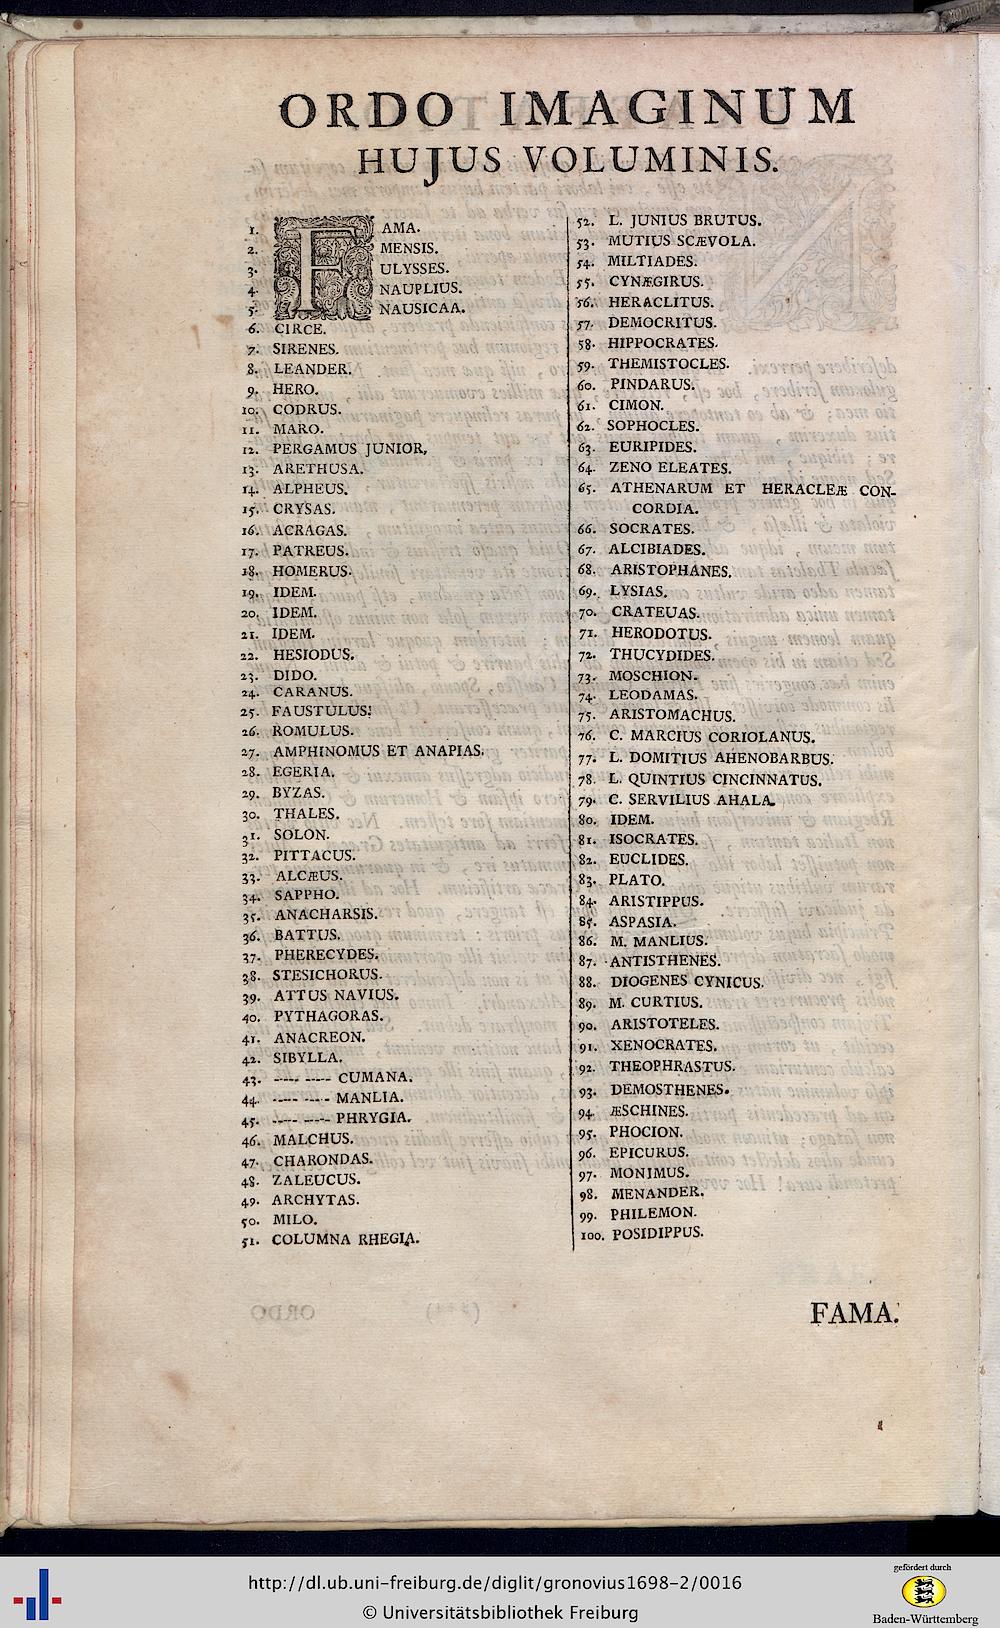 ORDO IMAGINUM
HUJUS VOLUMINIS.
1. FAMA.
2. MENSIS.
3. ULYSSES.
4. NAUPLIUS.
5. NAUSICAA.
6. CIRCE.
7. SIRENES.
8. LEANDER.
9. HERO.
10. CODRUS.
11. MARO.
12. PERGAMUS JUNIOR,
13. ARETHUSA.
14. ALPHEUS.
15. CRYSAS.
16. ACRAGAS.
17. PATREUS.
18. HOMERUS.
19. IDEM.
20. IDEM.
21. IDEM.
22. HESIODUS.
23. DIDO.
24. CARANUS.
25. FAUSTULUS.
26. ROMULUS.
27. AMPHINOMUS ET ANAPIAS.
28. EGERIA.
29. BYZAS.
30. THALES.
31. SOLON.
32. PITTACUS.
33. ALCÆUS.
34. SAPPHO.
35. ANACHARSIS.
36. BATTUS.
37. PHERECYDES.
38. STESICHORUS.
39. ATTUS NAVIUS.
40. PYTHAGORAS.
41. ANACREON.
42. SIBYLLA.
43. ----- ----- CUMANA.
44. ----- ----- MANLIA.
45. ----- ----- PHRYGIA.
46. MALCHUS.
47. CHARONDAS.
48. ZALEUCUS.
49. ARCHYTAS.
50. MILO.
51. COLUMNA RHEGIA.
52. L. JUNIUS BRUTUS.
53. MUTIUS SCÆVOLA.
54. MILTIADES.
55. CYNÆGIRUS.
56. HERACLITUS.
57. DEMOCRITUS.
58. HIPPOCRATES.
59. THEMISTOCLES.
60. PINDARUS.
61. CIMON.
62. SOPHOCLES.
63. EURIPIDES.
64. ZENO ELEATES.
65. ATHENARUM ET HERACLEÆ CON-
CORDIA.
66. SOCRATES.
67. ALCIBIADES.
68. ARISTOPHANES.
69. LYSIAS.
70. CRATEUAS.
71. HERODOTUS.
72. THUCYDIDES.
73. MOSCHION.
74. LEODAMAS.
75. ARISTOMACHUS.
76. C. MARCIUS CORIOLANUS.
77. L. DOMITIUS AHENOBARBUS.
78. L. QUINTIUS CINCINNATUS.
79. C. SERVILIUS AHALA.
80. IDEM.
81. ISOCRATES.
82. EUCLIDES.
83. PLATO.
84. ARISTIPPUS.
85. ASPASIA.
86. M. MANLIUS.
87. ANTISTHENES.
88. DIOGENES CYNICUS.
89. M. CURTIUS.
90. ARISTOTELES.
91. XENOCRATES.
92. THEOPHRASTUS.
93. DEMOSTHENES.
94. ÆSCHINES.
95. PHOCION.
96. EPICURUS.
97. MONIMUS.
98. MENANDER.
99. PHILEMON.
100. POSIDIPPUS.
FAMA.
http://dl.ub.uni-freiburg.de/diglit/gronovius1698-2/0016
© Universitätsbibliothek Freiburg
gefördert durch
Baden-Württemberg